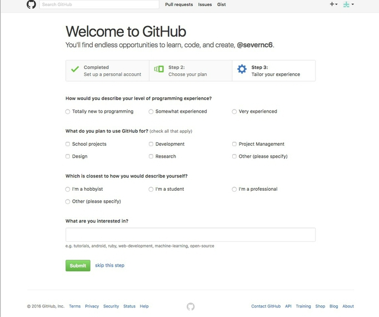 Search GitHub
Pull requests Issues Gist
Welcome to GitHub
You'll find endless opportunities to learn, code, and create, @severnc6.
Completed
Set up a personal account
Step 2:
Choose your plan
Step 3:
Tailor your experience
How would you describe your level of programming experience?
Totally new to programming Somewhat experienced Very experienced
What do you plan to use GitHub for? (check all that apply)
School projects Development Project Management
Design Research Other (please specify)
Which is closest to how you would describe yourself?
I'm a hobbyist I'm a student I'm a professional
Other (please specify)
What are you interested in?
e.g. tutorials, android, ruby, web-development, machine-learning, open-source
Submit skip this step
© 2016 GitHub, Inc. Terms Privacy Security Status Help Contact GitHub API Training Shop Blog About